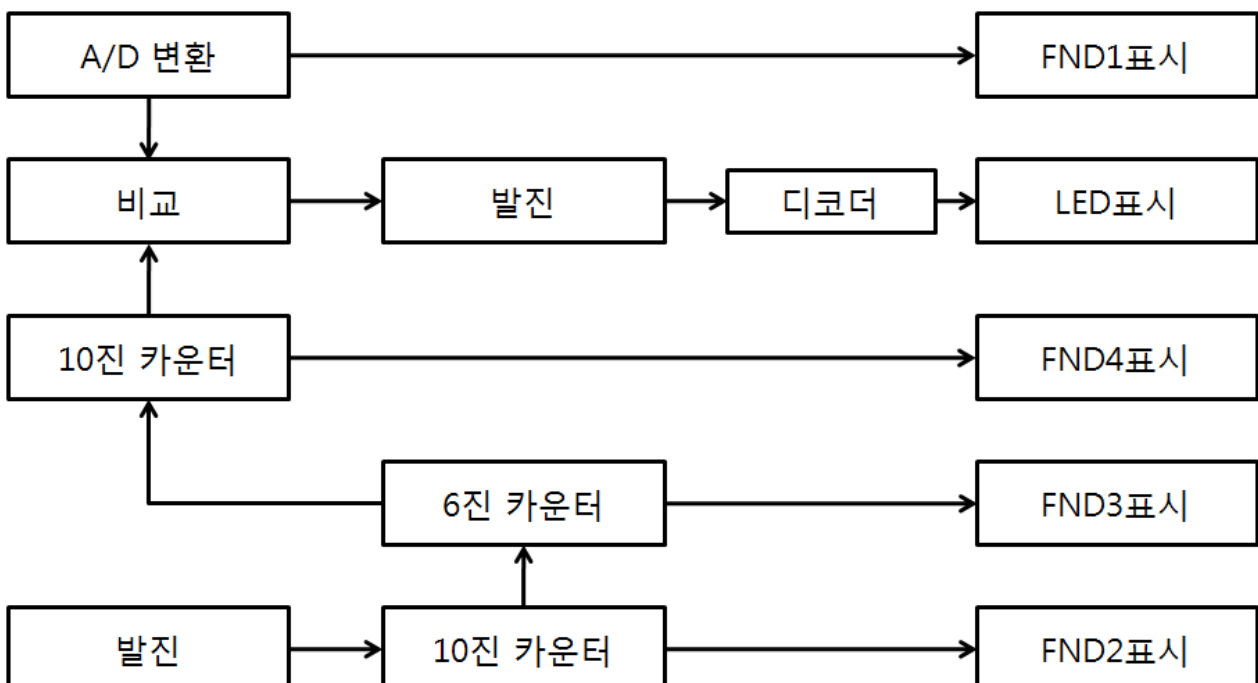 A/D 변환
FND1표시
비교
발진
디코더
LED표시
10진 카운터
FND4표시
6진 카운터
FND3표시
발진
10진 카운터
FND2표시